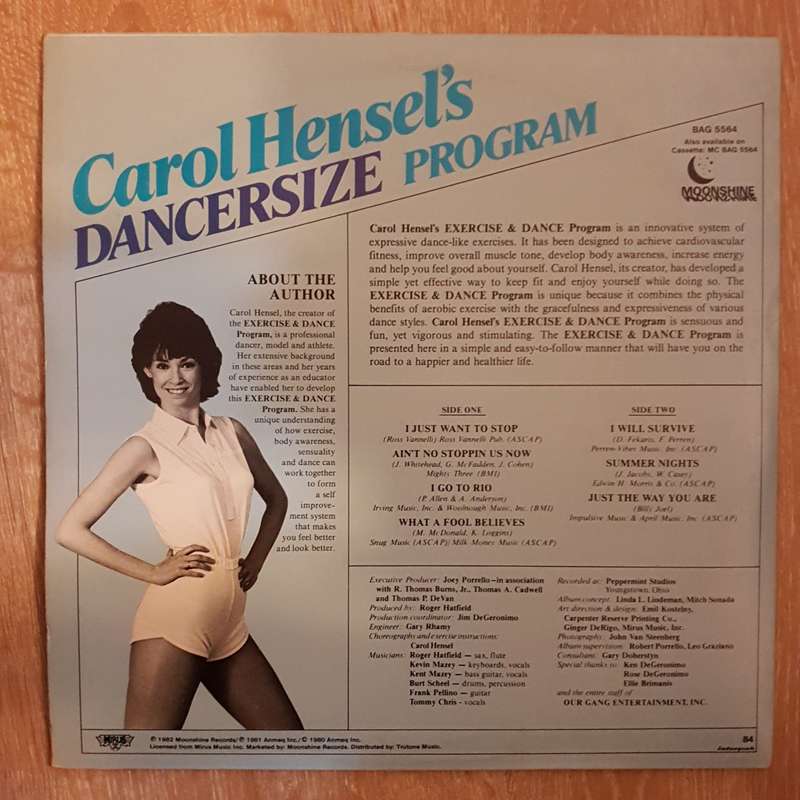 Carol Hensel's
DANCERSIZE PROGRAM
BAG 5564
Also available on
Cassette: MC BAG 5564
MOONSHINE
ABOUT THE
AUTHOR
Carol Hensel, the creator of
the EXERCISE & DANCE
Program, is a professional
dancer, model and athlete.
Her extensive background
in these areas and her years
of experience as an educator
have enabled her to develop
this EXERCISE & DANCE
Program. She has a
unique understanding
of how exercise,
body awareness,
sensuality
and dance can
work together
to form
a self
improve-
ment system
that makes
you feel better
and look better.
Carol Hensel's EXERCISE & DANCE Program is an innovative system of
expressive dance-like exercises. It has been designed to achieve cardiovascular
fitness, improve overall muscle tone, develop body awareness, increase energy
and help you feel good about yourself. Carol Hensel, its creator, has developed a
simple yet effective way to keep fit and enjoy yourself while doing so. The
EXERCISE & DANCE Program is unique because it combines the physical
benefits of aerobic exercise with the gracefulness and expressiveness of various
dance styles. Carol Hensel's EXERCISE & DANCE Program is sensuous and
fun, yet vigorous and stimulating. The EXERCISE & DANCE Program is
presented here in a simple and easy-to-follow manner that will have you on the
road to a happier and healthier life.
SIDE ONE
I JUST WANT TO STOP
(Ross Vannelli) Ross Vannelli Pub. (ASCAP)
AIN'T NO STOPPIN US NOW
(J. Whitehead, G. McFadden, J. Cohen)
Mighty Three (BMI)
I GO TO RIO
(P. Allen & A. Anderson)
Irving Music, Inc. & Woolnough Music, Inc. (BMI)
WHAT A FOOL BELIEVES
(M. McDonald, K. Loggins)
Snug Music (ASCAP)/Milk Money Music (ASCAP)
SIDE TWO
I WILL SURVIVE
(D. Fekaris, F. Perren)
Perren-Vibes Music, Inc. (ASCAP)
SUMMER NIGHTS
(J. Jacobs, W. Casey)
Edwin H. Morris & Co. (ASCAP)
JUST THE WAY YOU ARE
(Billy Joel)
Impulsive Music & April Music, Inc. (ASCAP)
Executive Producer: Joey Porrello—in association
with R. Thomas Burns, Jr., Thomas A. Cadwell
and Thomas P. DeVan
Produced by: Roger Hatfield
Production coordinator: Jim DeGeronimo
Engineer: Gary Rhamy
Choreography and exercise instructions:
Carol Hensel
Musicians: Roger Hatfield — sax, flute
Kevin Mazey — keyboards, vocals
Kent Mazey — bass guitar, vocals
Burt Scheel — drums, percussion
Frank Pellino — guitar
Tommy Chris - vocals
Recorded at: Peppermint Studios
Youngstown, Ohio
Album concept: Linda L. Lindeman, Mitch Sonada
Art direction & design: Emil Kostelny,
Carpenter Reserve Printing Co.,
Ginger DeRigo, Mirus Music, Inc.
Photography: John Van Steenberg
Album supervision: Robert Porrello, Leo Graziano
Consultant: Gary Doberstyn
Special thanks to: Ken DeGeronimo
Rose DeGeronimo
Ellie Brimanis
and the entire staff of
OUR GANG ENTERTAINMENT, INC.
MIRUS
℗ 1982 Moonshine Records/℗ 1981 Anmeq Inc./© 1980 Anmeq Inc.
Licensed from Mirus Music Inc. Marketed by: Moonshine Records. Distributed by: Trutone Music.
84